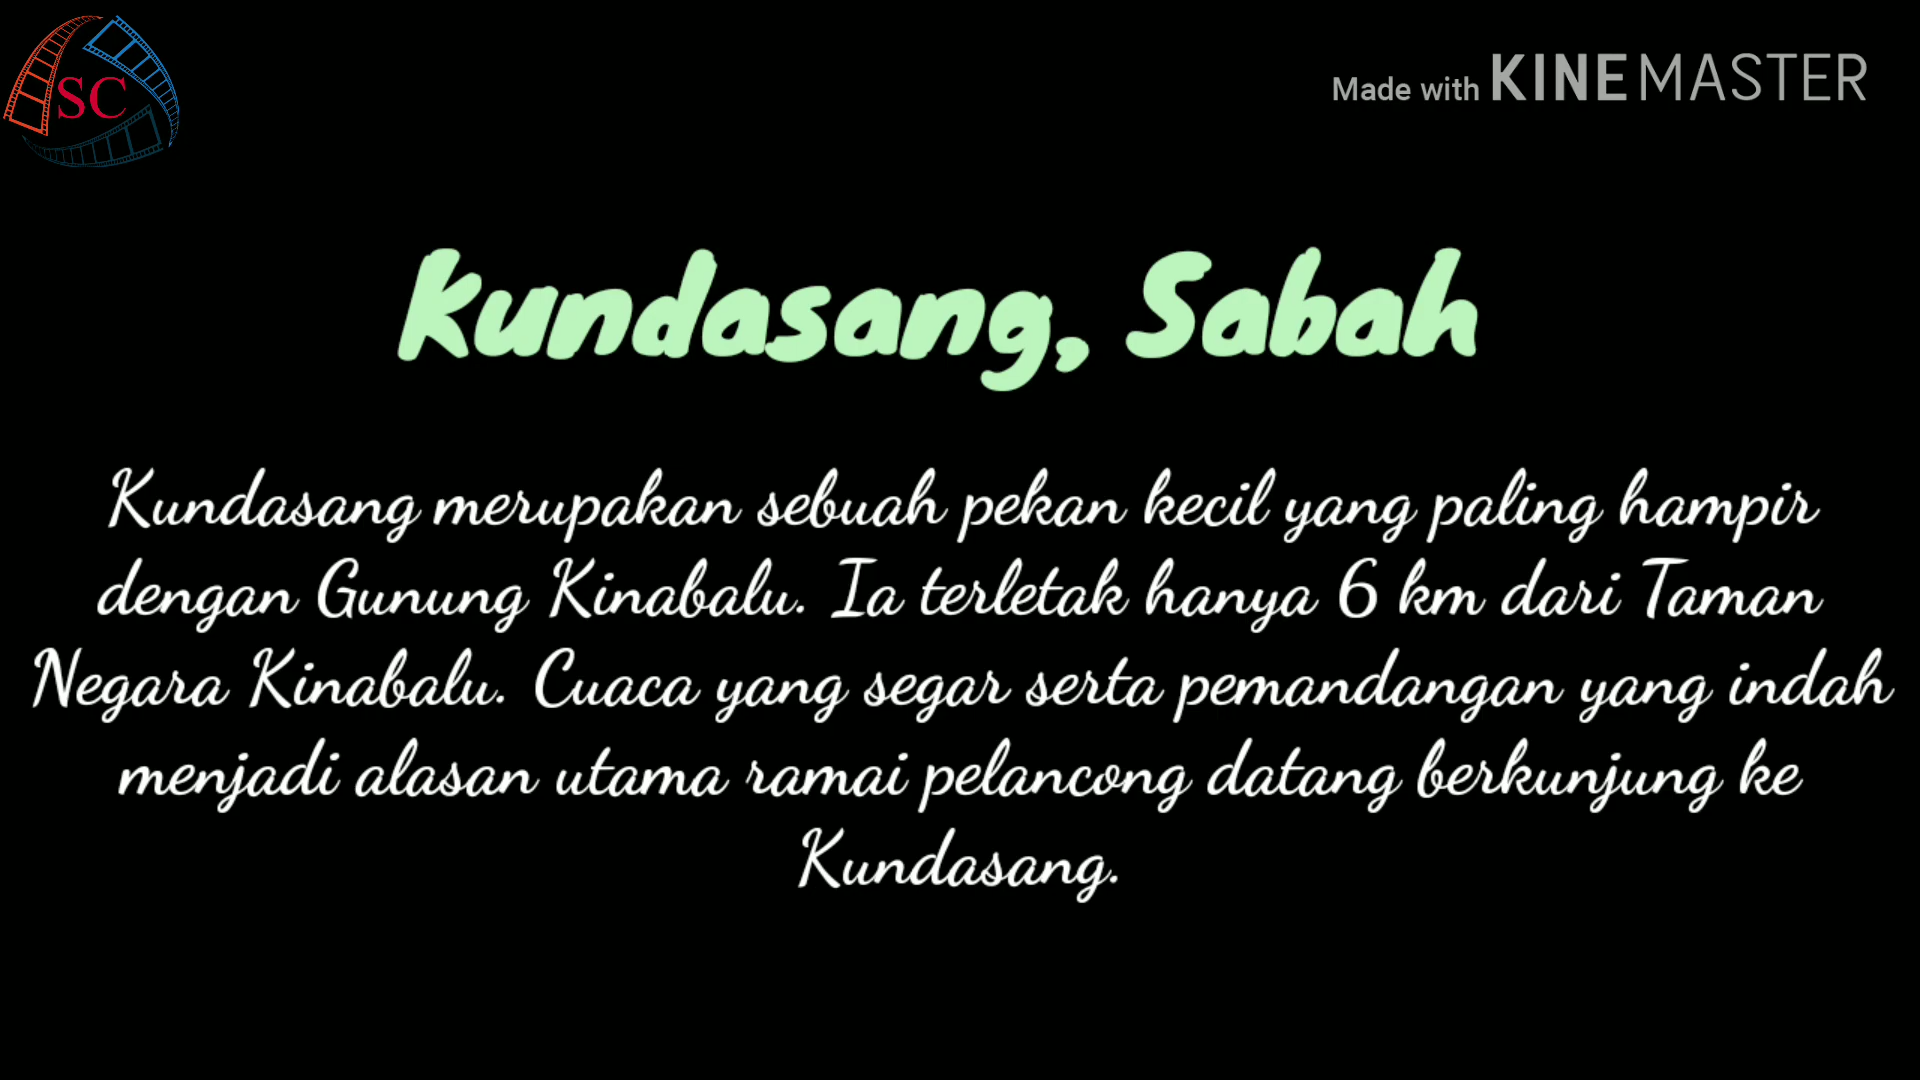 SC
Made with KINEMASTER
Kundasang, Sabah
Kundasang merupakan sebuah pekan kecil yang paling hampir
dengan Gunung Kinabalu. Ia terletak hanya 6 km dari Taman
Negara Kinabalu. Cuaca yang segar serta pemandangan yang indah
menjadi alasan utama ramai pelancong datang berkunjung ke
Kundasang.